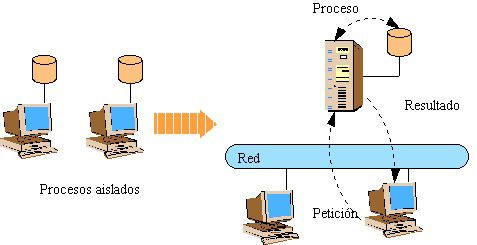 Proceso
Resultado
Red
Procesos aislados
Petición